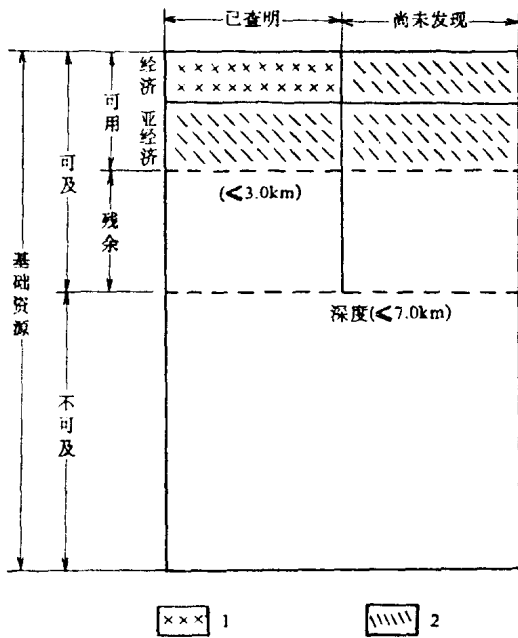 已查明
尚未发现
经济
亚经济
可用
残余
可及
不可及
基础资源
(≤3.0km)
深度(≤7.0km)
1
2